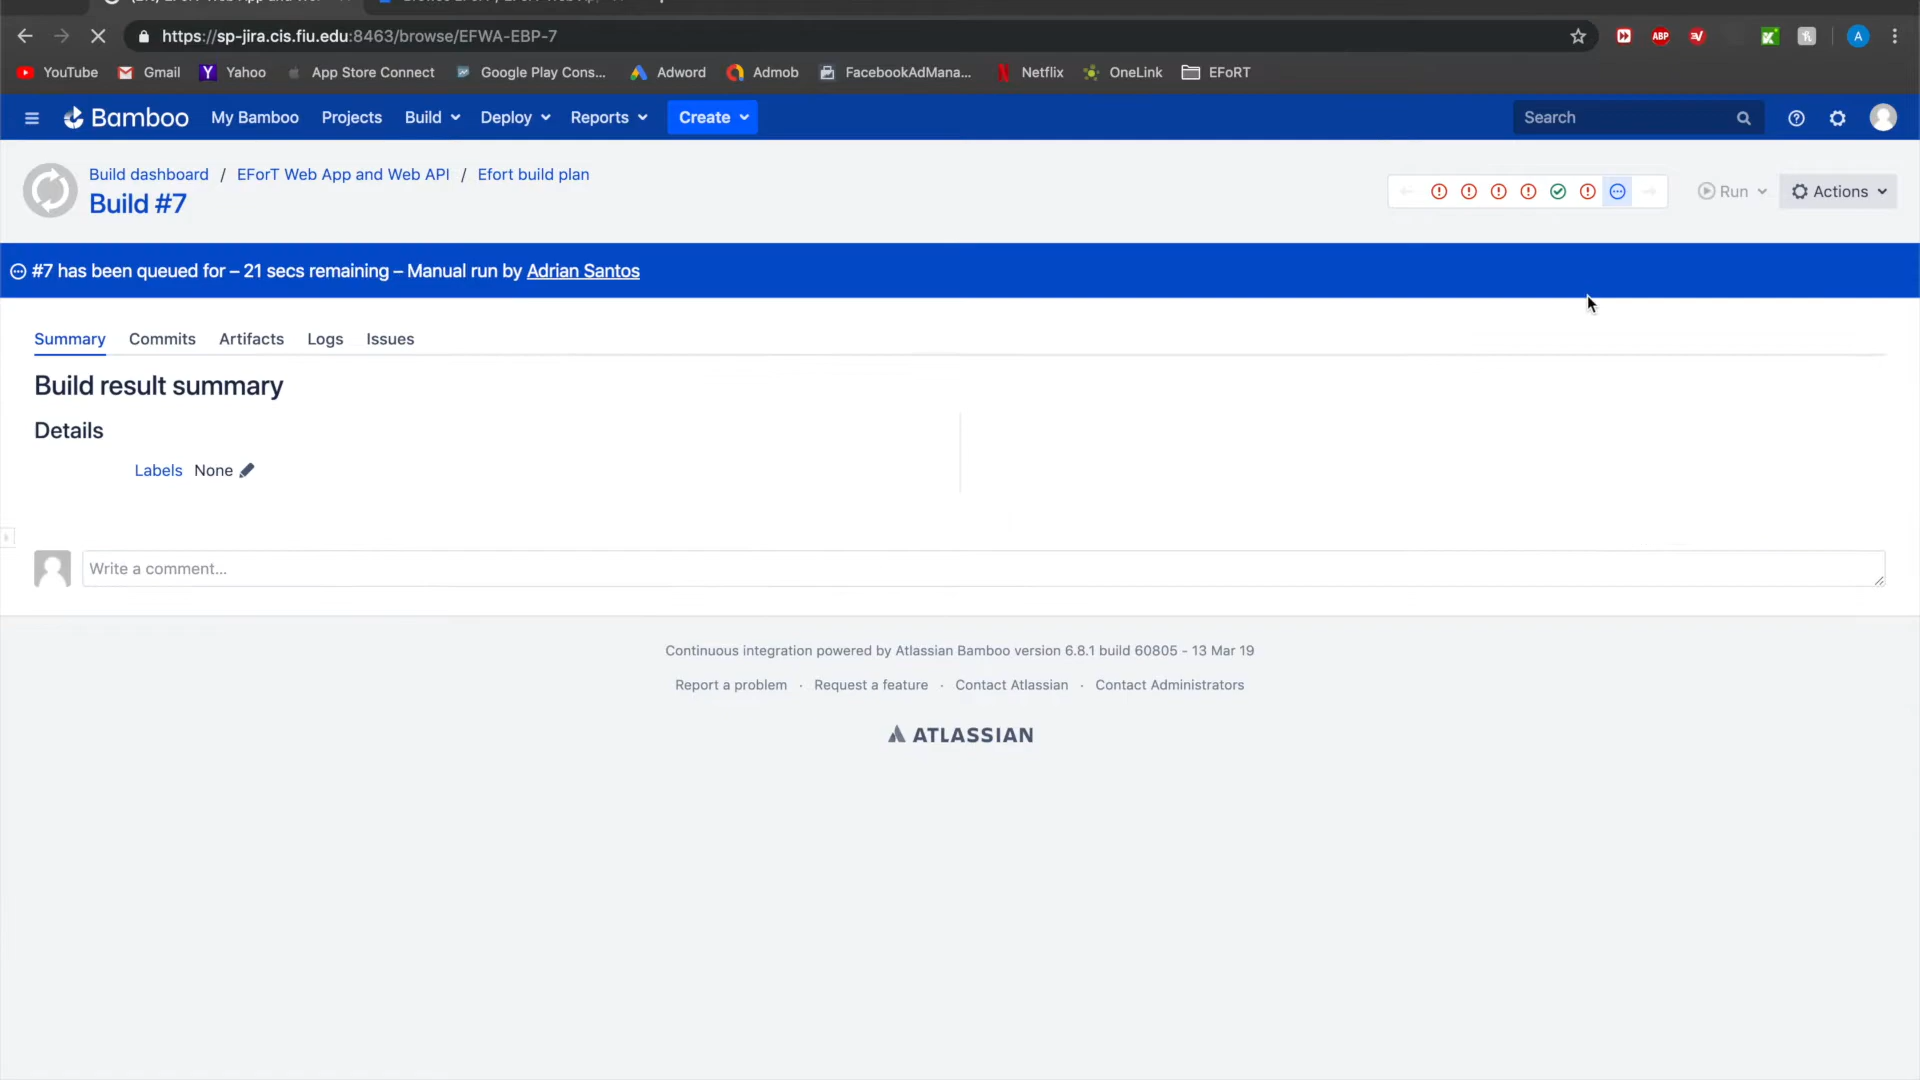 https://sp-jira.cis.fiu.edu:8463/browse/EFWA-EBP-7
ABP
A
YouTube Gmail Yahoo App Store Connect Google Play Cons... Adword Admob FacebookAdMana... Netflix OneLink EFoRT
Bamboo My Bamboo Projects Build Deploy Reports Create Search
Build dashboard / EForT Web App and Web API / Efort build plan
Build #7
Run Actions
#7 has been queued for – 21 secs remaining – Manual run by Adrian Santos
Summary Commits Artifacts Logs Issues
Build result summary
Details
Labels None
Write a comment...
Continuous integration powered by Atlassian Bamboo version 6.8.1 build 60805 - 13 Mar 19
Report a problem · Request a feature · Contact Atlassian · Contact Administrators
ATLASSIAN